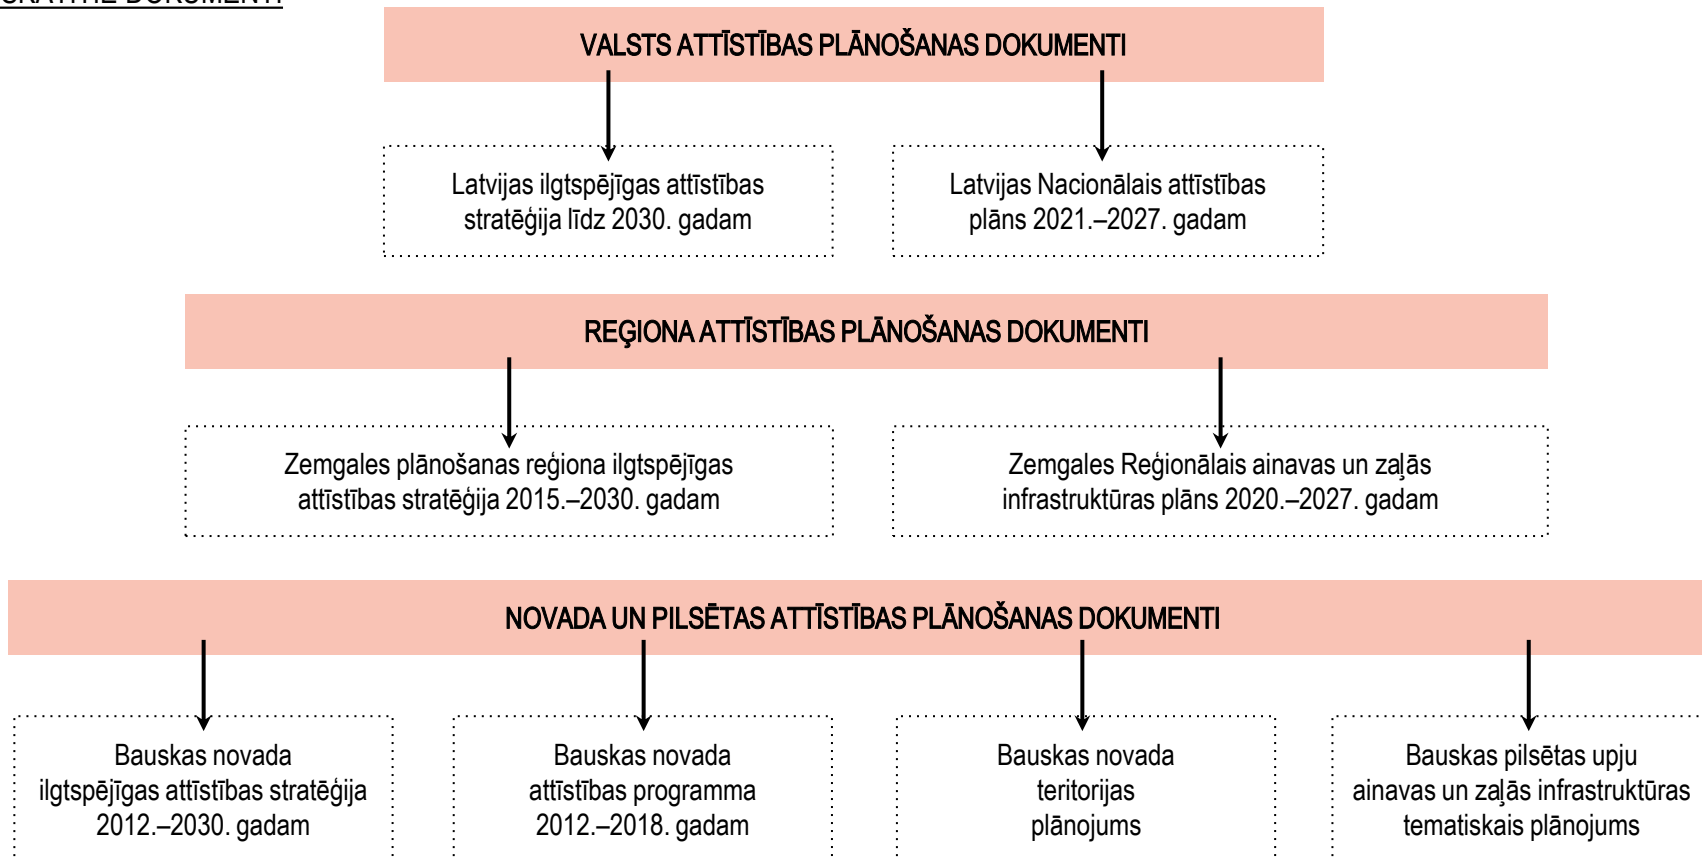 DOKUMENTI
VALSTS ATTĪSTĪBAS PLĀNOŠANAS DOKUMENTI
Latvijas ilgtspējīgas attīstības
stratēģija līdz 2030. gadam
Latvijas Nacionālais attīstības
plāns 2021.–2027. gadam
REĢIONA ATTĪSTĪBAS PLĀNOŠANAS DOKUMENTI
Zemgales plānošanas reģiona ilgtspējīgas
attīstības stratēģija 2015.–2030. gadam
Zemgales Reģionālais ainavas un zaļās
infrastruktūras plāns 2020.–2027. gadam
NOVADA UN PILSĒTAS ATTĪSTĪBAS PLĀNOŠANAS DOKUMENTI
Bauskas novada
ilgtspējīgas attīstības stratēģija
2012.–2030. gadam
Bauskas novada
attīstības programma
2012.–2018. gadam
Bauskas novada
teritorijas
plānojums
Bauskas pilsētas upju
ainavas un zaļās infrastruktūras
tematiskais plānojums